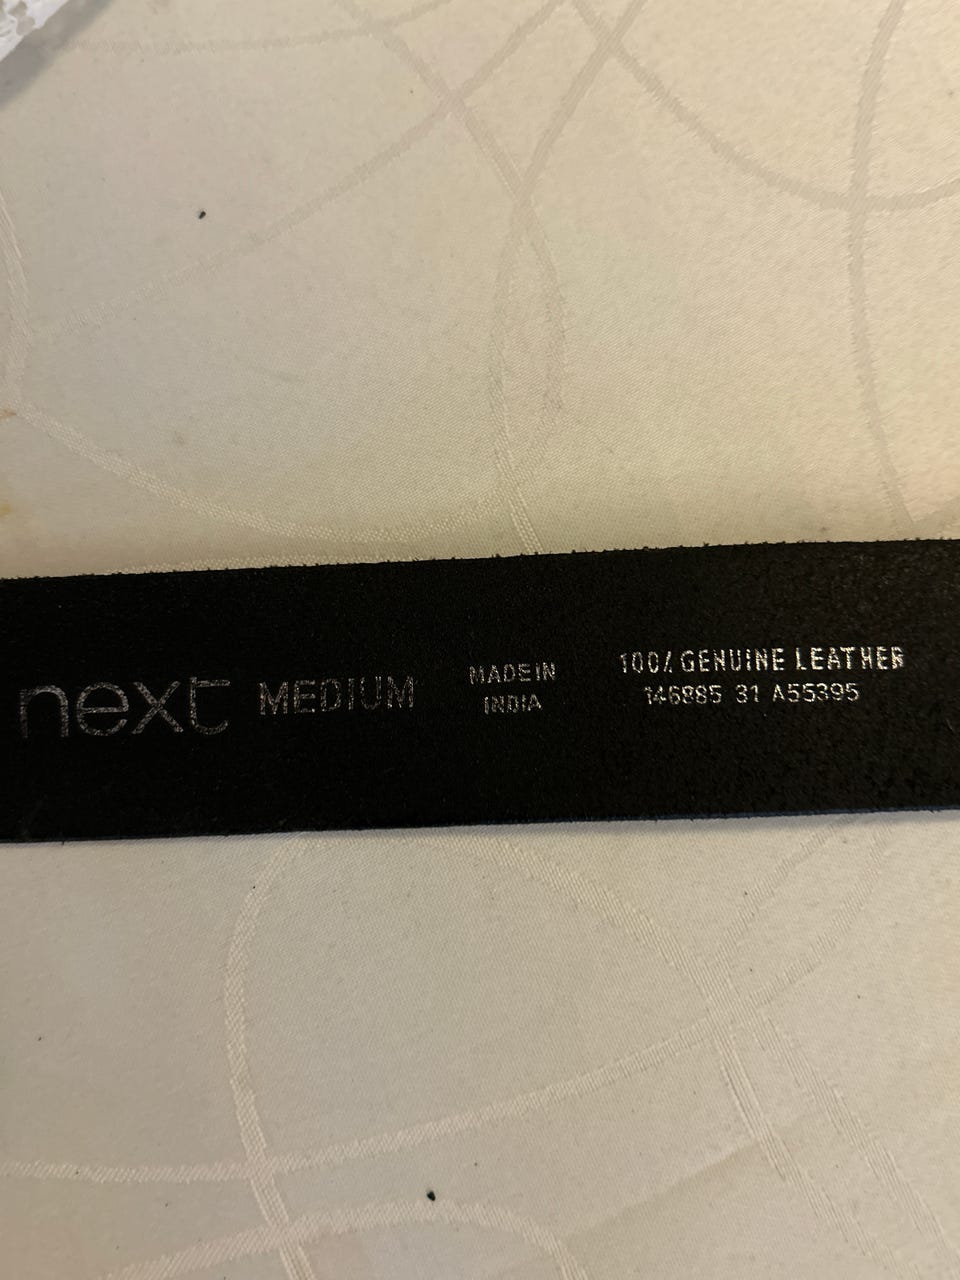 next MEDIUM
MADE IN
INDIA
100% GENUINE LEATHER
146885 31 A55395